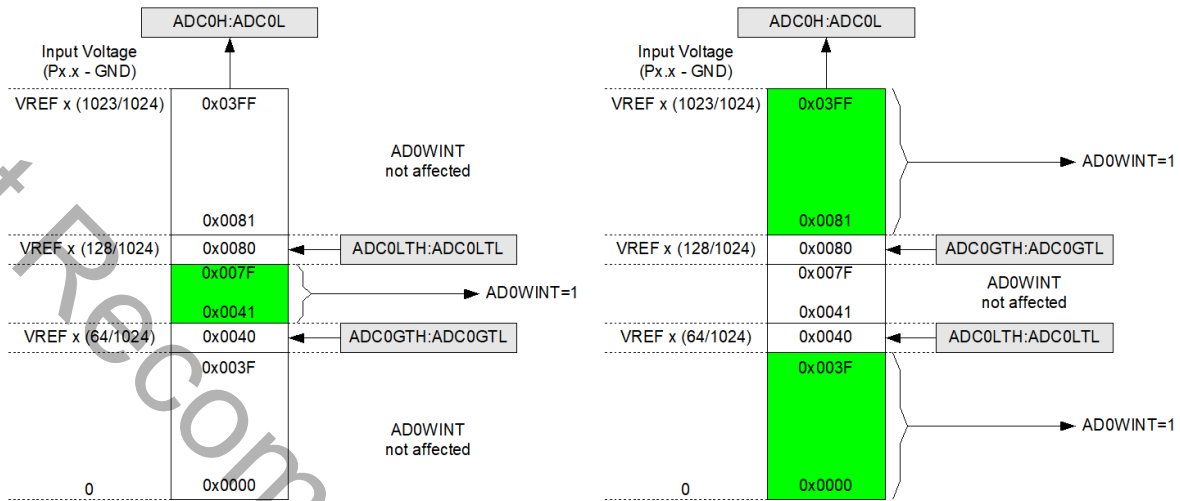 ADC0H:ADC0L
Input Voltage
(Px.x - GND)
VREF x (1023/1024)
0x03FF
AD0WINT
not affected
0x0081
VREF x (128/1024)
0x0080
ADC0LTH:ADC0LTL
0x007F
AD0WINT=1
0x0041
VREF x (64/1024)
0x0040
ADC0GTH:ADC0GTL
0x003F
AD0WINT
not affected
0
0x0000
ADC0H:ADC0L
Input Voltage
(Px.x - GND)
VREF x (1023/1024)
0x03FF
AD0WINT=1
0x0081
VREF x (128/1024)
0x0080
ADC0GTH:ADC0GTL
0x007F
AD0WINT
not affected
0x0041
VREF x (64/1024)
0x0040
ADC0LTH:ADC0LTL
0x003F
AD0WINT=1
0
0x0000
Recom